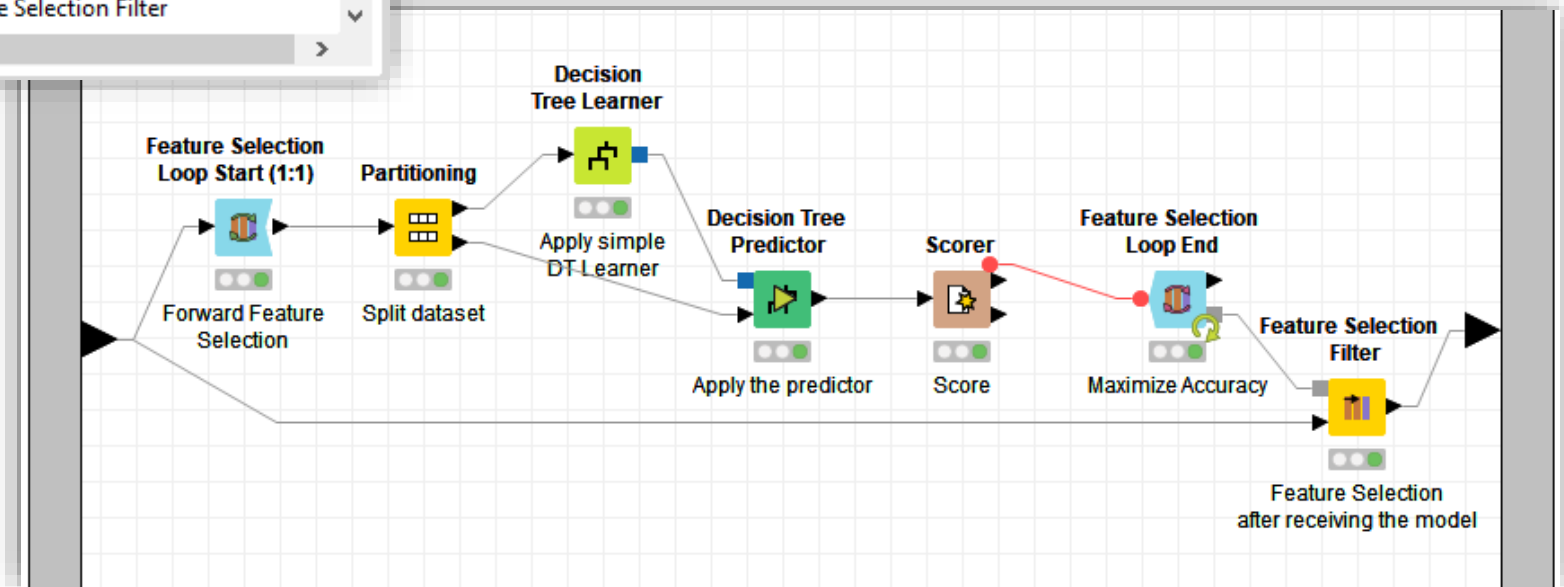 e Selection Filter
Decision
Tree Learner
Feature Selection
Loop Start (1:1)
Partitioning
Apply simple
DT Learner
Decision Tree
Predictor
Scorer
Feature Selection
Loop End
Forward Feature
Selection
Split dataset
Feature Selection
Filter
Apply the predictor
Score
Maximize Accuracy
Feature Selection
after receiving the model